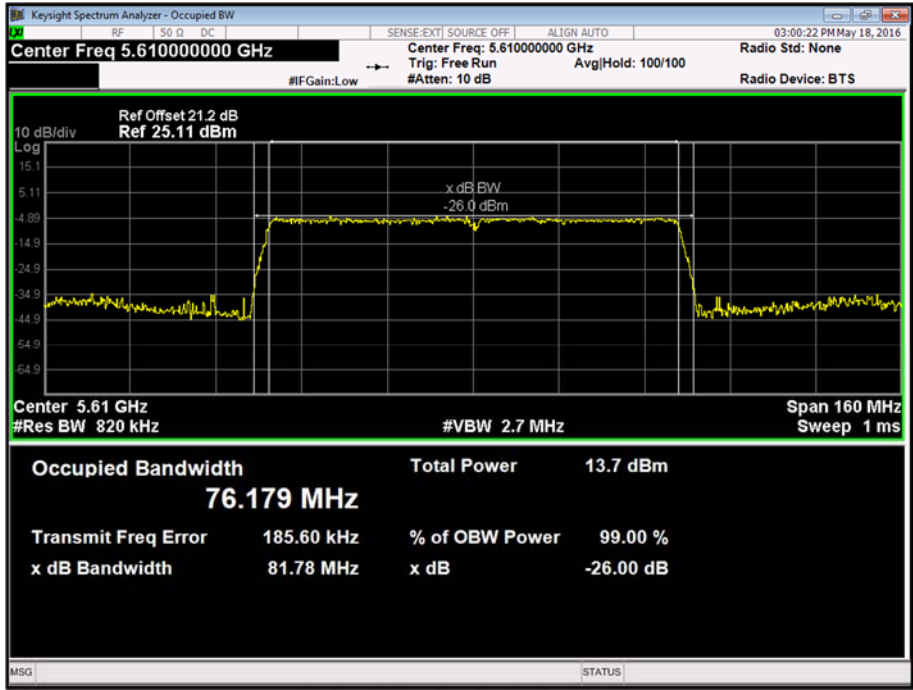 Keysight Spectrum Analyzer - Occupied BW
LXI RF 50 Ω DC SENSE:EXT SOURCE OFF ALIGN AUTO 03:00:22 PM May 18, 2016
Center Freq 5.610000000 GHz
Center Freq: 5.610000000 GHz
Radio Std: None
Trig: Free Run Avg|Hold: 100/100
#IFGain:Low
#Atten: 10 dB
Radio Device: BTS
Ref Offset 21.2 dB
10 dB/div Ref 25.11 dBm
Log
15.1
5.11
-4.89
-14.9
-24.9
-34.9
-44.9
-54.9
-64.9
x dB BW
-26.0 dBm
Center 5.61 GHz Span 160 MHz
#Res BW 820 kHz #VBW 2.7 MHz Sweep 1 ms
Occupied Bandwidth Total Power 13.7 dBm
76.179 MHz
Transmit Freq Error 185.60 kHz % of OBW Power 99.00 %
x dB Bandwidth 81.78 MHz x dB -26.00 dB
MSG STATUS